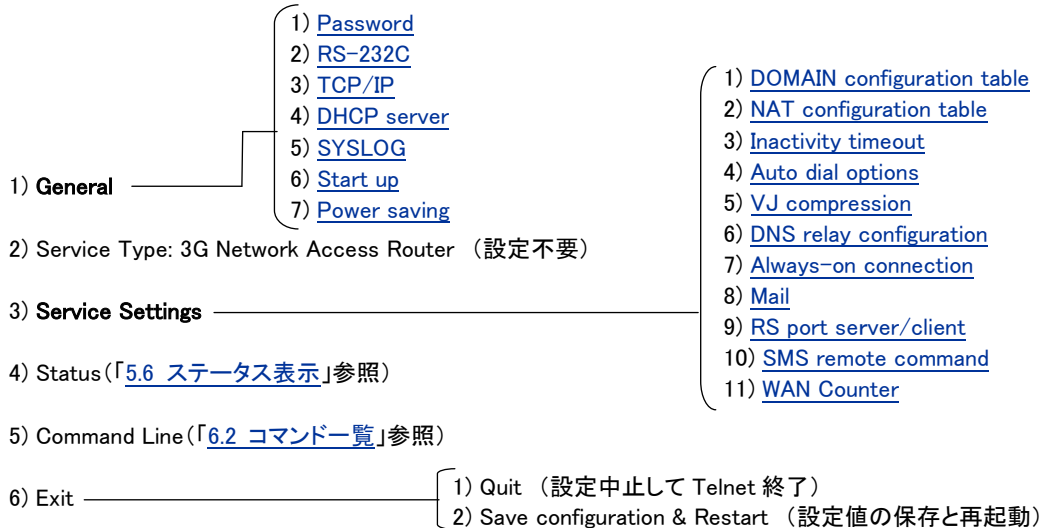 1) General
1) Password
2) RS-232C
3) TCP/IP
4) DHCP server
5) SYSLOG
6) Start up
7) Power saving
2) Service Type: 3G Network Access Router （設定不要）
3) Service Settings
1) DOMAIN configuration table
2) NAT configuration table
3) Inactivity timeout
4) Auto dial options
5) VJ compression
6) DNS relay configuration
7) Always-on connection
8) Mail
9) RS port server/client
10) SMS remote command
11) WAN Counter
4) Status（「5.6 ステータス表示」参照）
5) Command Line（「6.2 コマンド一覧」参照）
6) Exit
1) Quit （設定中止して Telnet 終了）
2) Save configuration & Restart （設定値の保存と再起動）